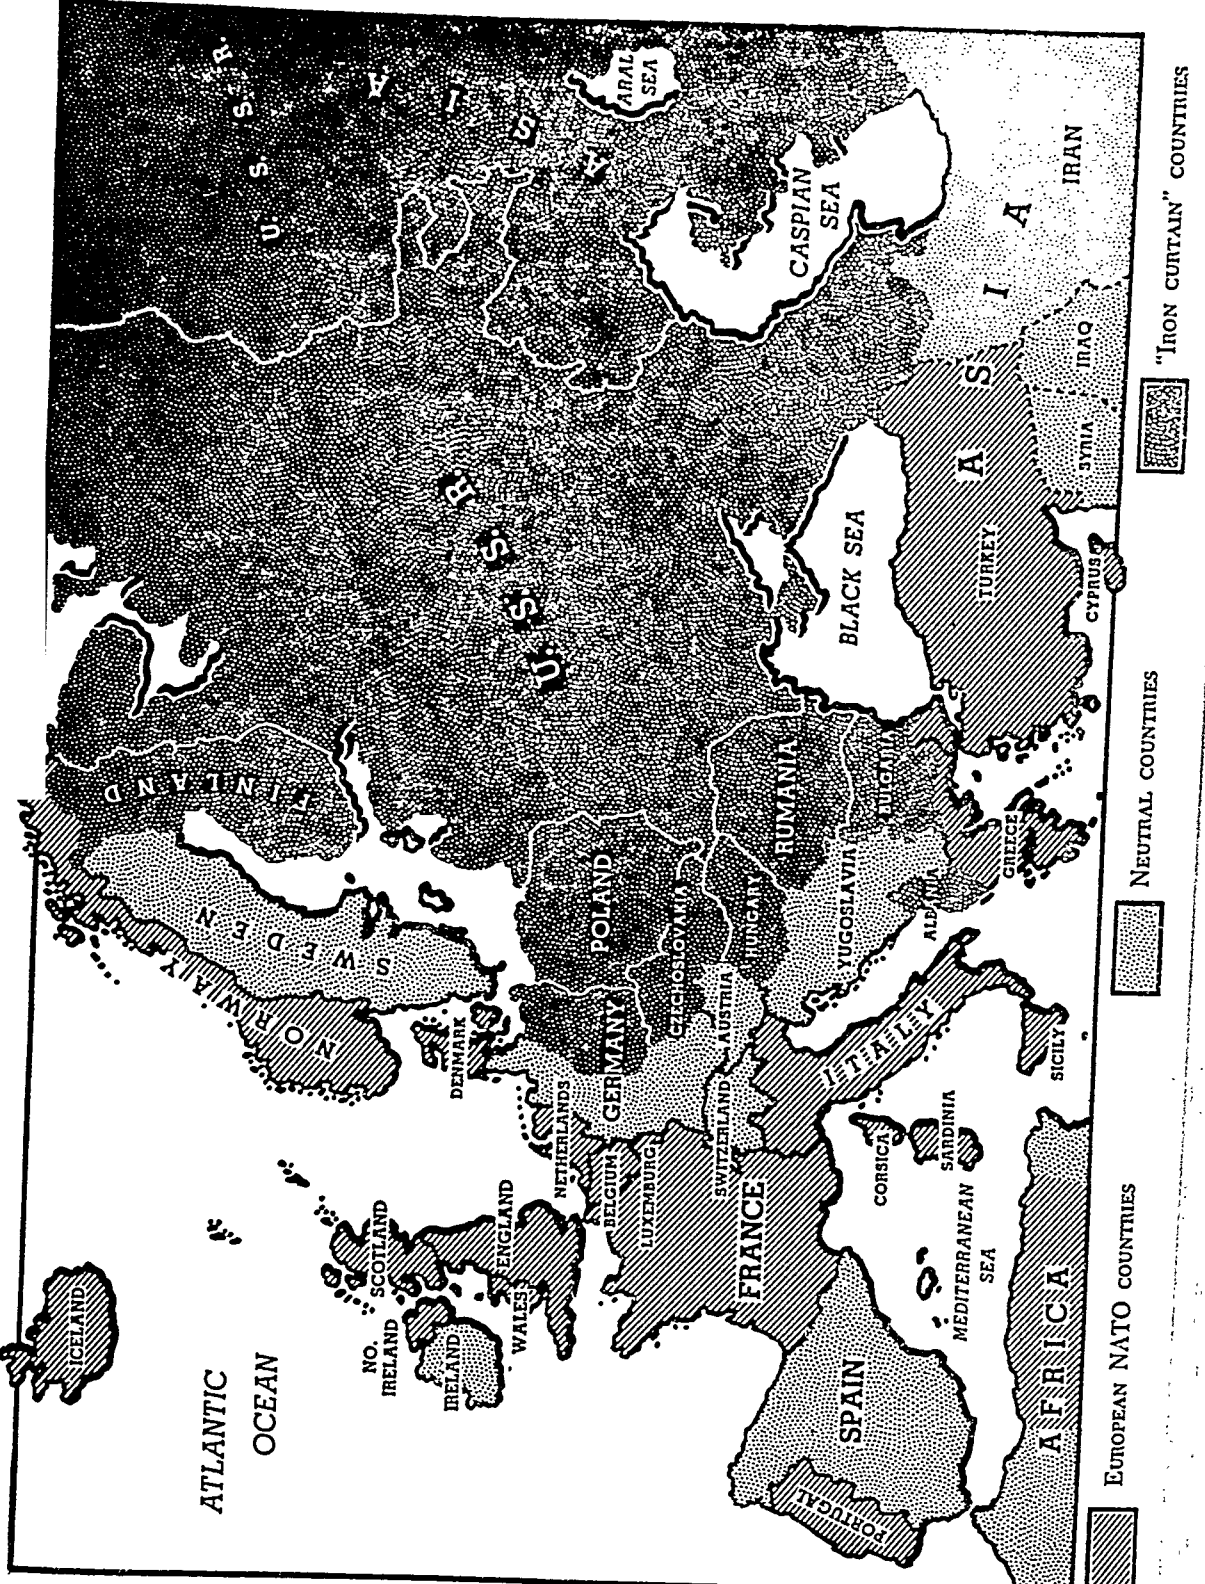 ICELAND
ATLANTIC
OCEAN
NORWAY
SWEDEN
FINLAND
U. S. S. R.
ASIA
ARAL
SEA
SCOTLAND
NO.
IRELAND
IRELAND
ENGLAND
WALES
DENMARK
NETHERLANDS
BELGIUM
LUXEMBURG
GERMANY
POLAND
CZECHOSLOVAKIA
U. S. S. R.
FRANCE
SWITZERLAND
AUSTRIA
HUNGARY
RUMANIA
CASPIAN
SEA
PORTUGAL
SPAIN
CORSICA
SARDINIA
ITALY
YUGOSLAVIA
ALBANIA
BLACK SEA
MEDITERRANEAN
SEA
SICILY
GREECE
TURKEY
ASIA
CYPRUS
SYRIA
IRAQ
IRAN
AFRICA
EUROPEAN NATO COUNTRIES
NEUTRAL COUNTRIES
"IRON CURTAIN" COUNTRIES